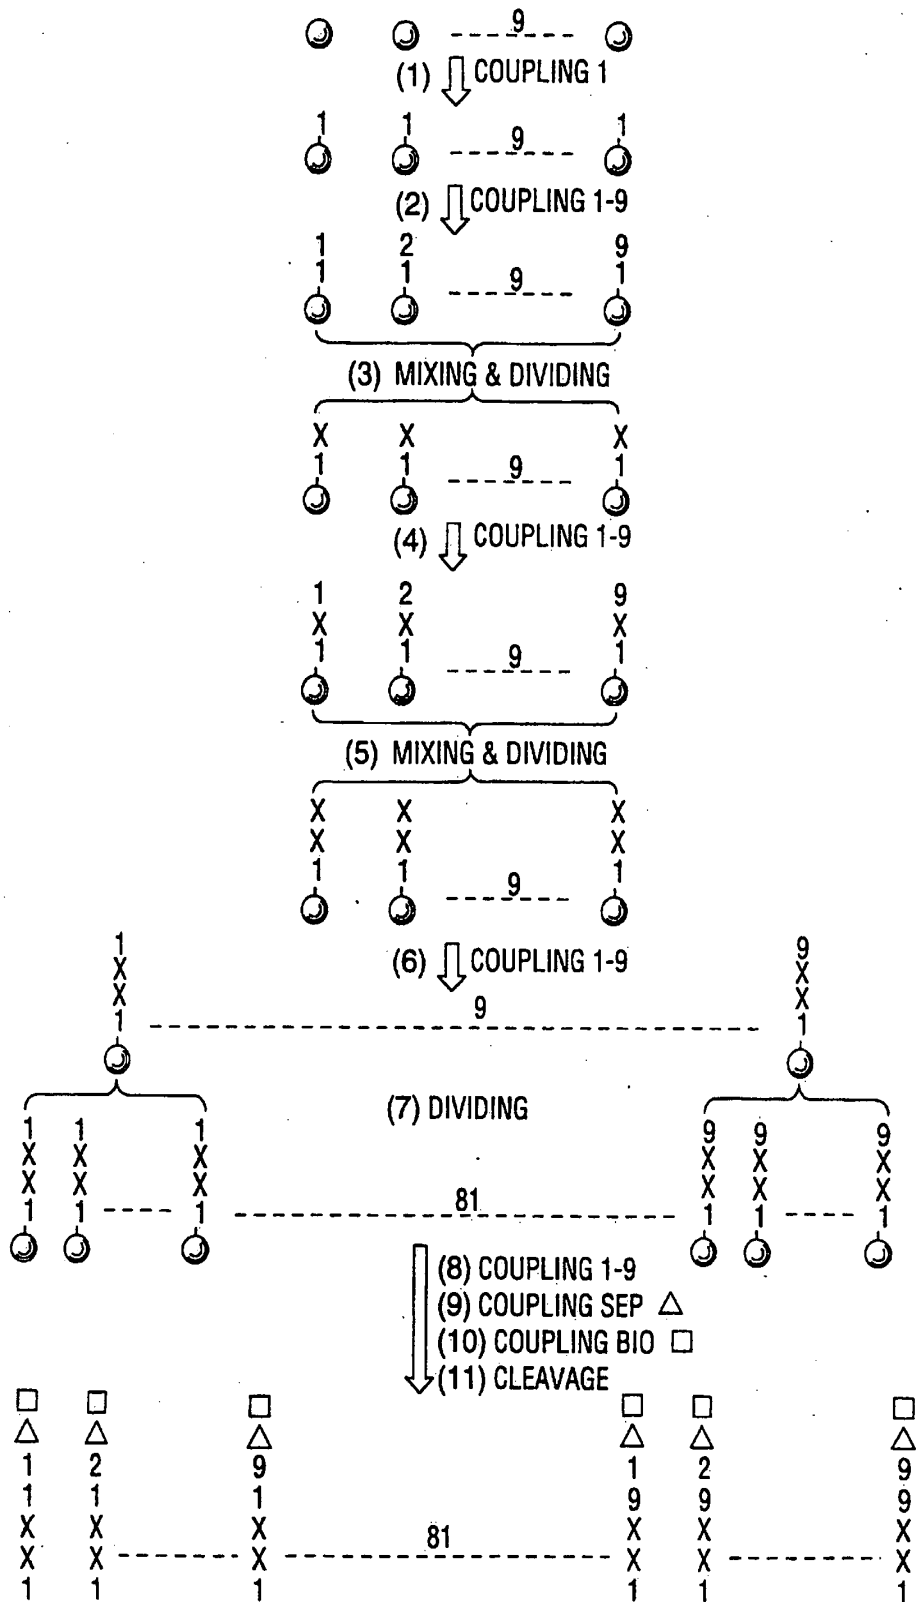 9
(1) COUPLING 1
1 1 9 1
(2) COUPLING 1-9
1 2 9
1 1 9 1
(3) MIXING & DIVIDING
X X X
1 1 9 1
(4) COUPLING 1-9
1 2 9
X X X
1 1 9 1
(5) MIXING & DIVIDING
X X X
X X X
1 1 9 1
(6) COUPLING 1-9
1 9
X X
X X
1 9 1
(7) DIVIDING
1 1 1 9 9 9
X X X X X X
X X X X X X
1 1 1 81 1 1 1
(8) COUPLING 1-9
(9) COUPLING SEP
(10) COUPLING BIO
(11) CLEAVAGE
1 2 9 1 2 9
1 1 1 9 9 9
X X X X X X
X X X 81 X X X
1 1 1 1 1 1